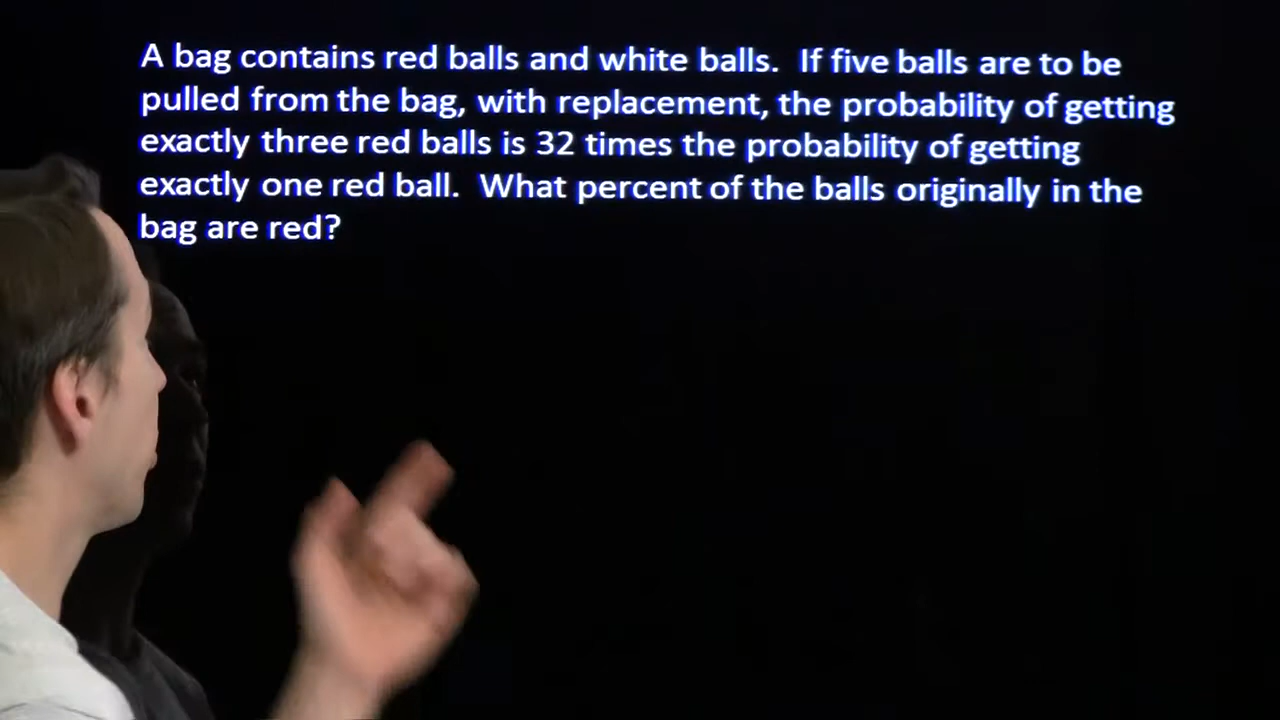 A bag contains red balls and white balls.  If five balls are to be
pulled from the bag, with replacement, the probability of getting
exactly three red balls is 32 times the probability of getting
exactly one red ball.  What percent of the balls originally in the
bag are red?